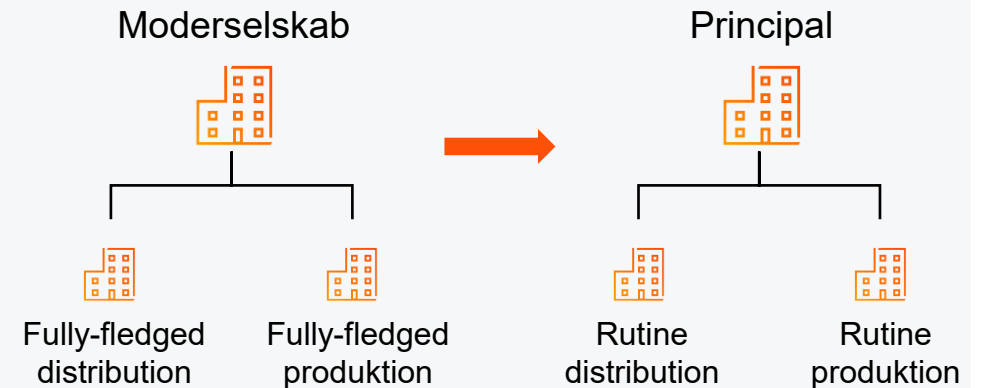 Moderselskab
Principal
Fully-fledged
distribution
Fully-fledged
produktion
Rutine
distribution
Rutine
produktion